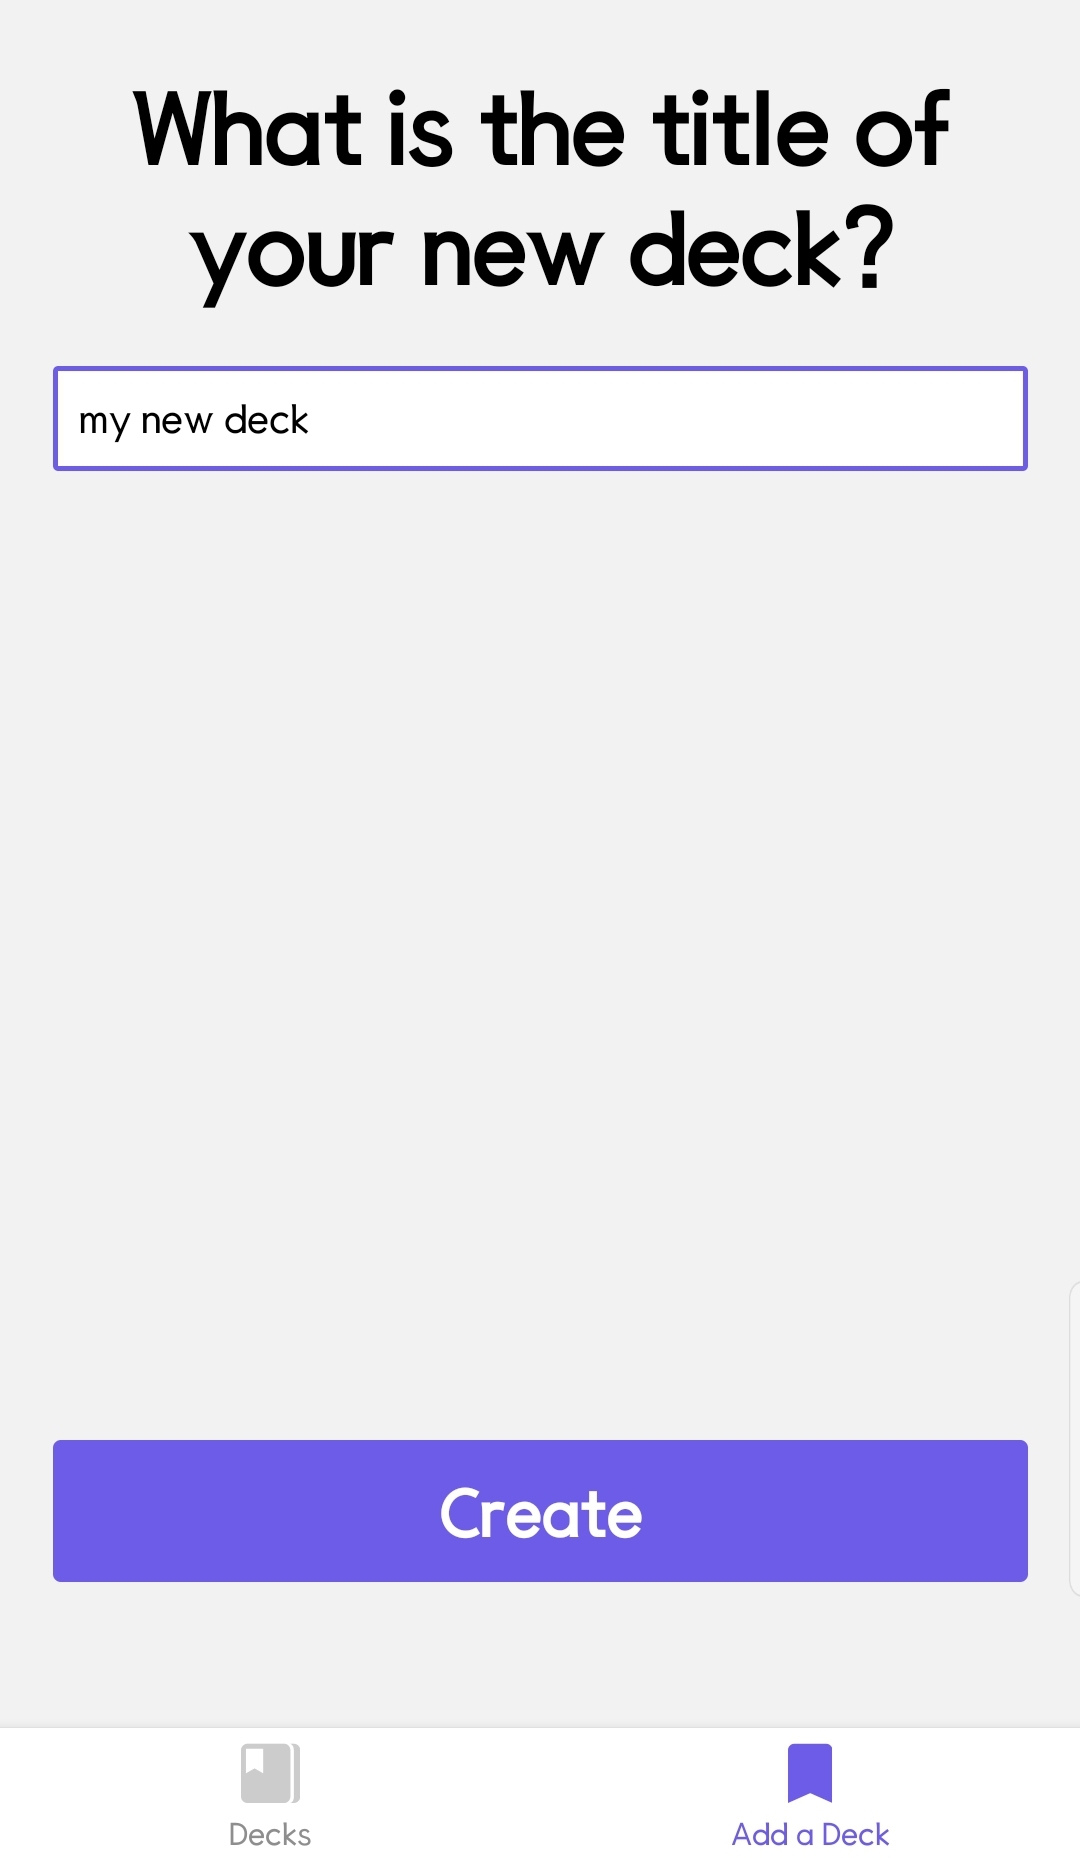 What is the title of
your new deck?
my new deck
Create
Decks
Add a Deck